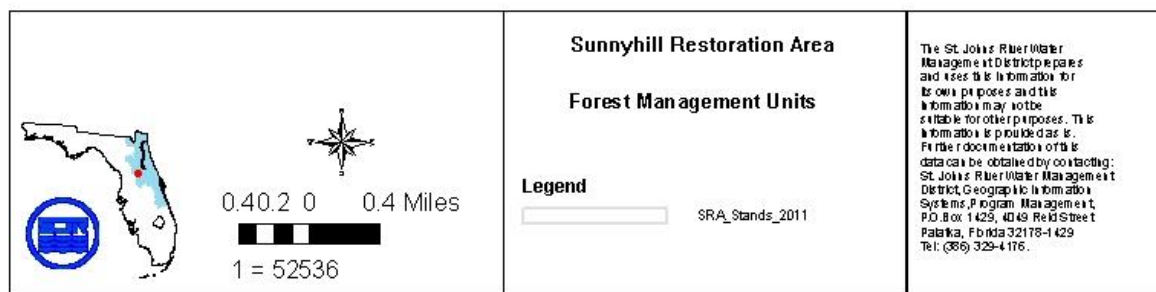 0.40.2 0 0.4 Miles
1 = 52536
Sunnyhill Restoration Area
Forest Management Units
Legend
SRA_Stands_2011
The St. Johns River Water
Management District prepares
and uses this information for
its own purposes and this
information may not be
suitable for other purposes. This
information is provided as is.
Further documentation of this
data can be obtained by contacting:
St. Johns River Water Management
District, Geographic Information
Systems, Program Management,
P.O. Box 1429, 4049 Reid Street
Palatka, Florida 32178-1429
Tel: (386) 329-4176.